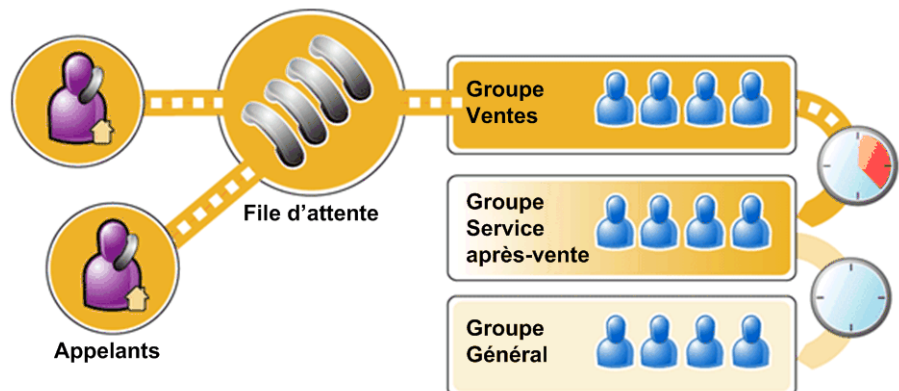 Groupe
Ventes
File d'attente
Groupe
Service
après-vente
Appelants
Groupe
Général